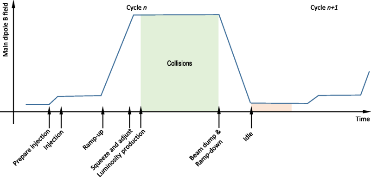 Cycle n
Cycle n+1
Main dipole B field
Collisions
Time
Prepare injection
Injection
Ramp-up
Squeeze and adjust
Luminosity production
Beam dump &
Ramp-down
Idle